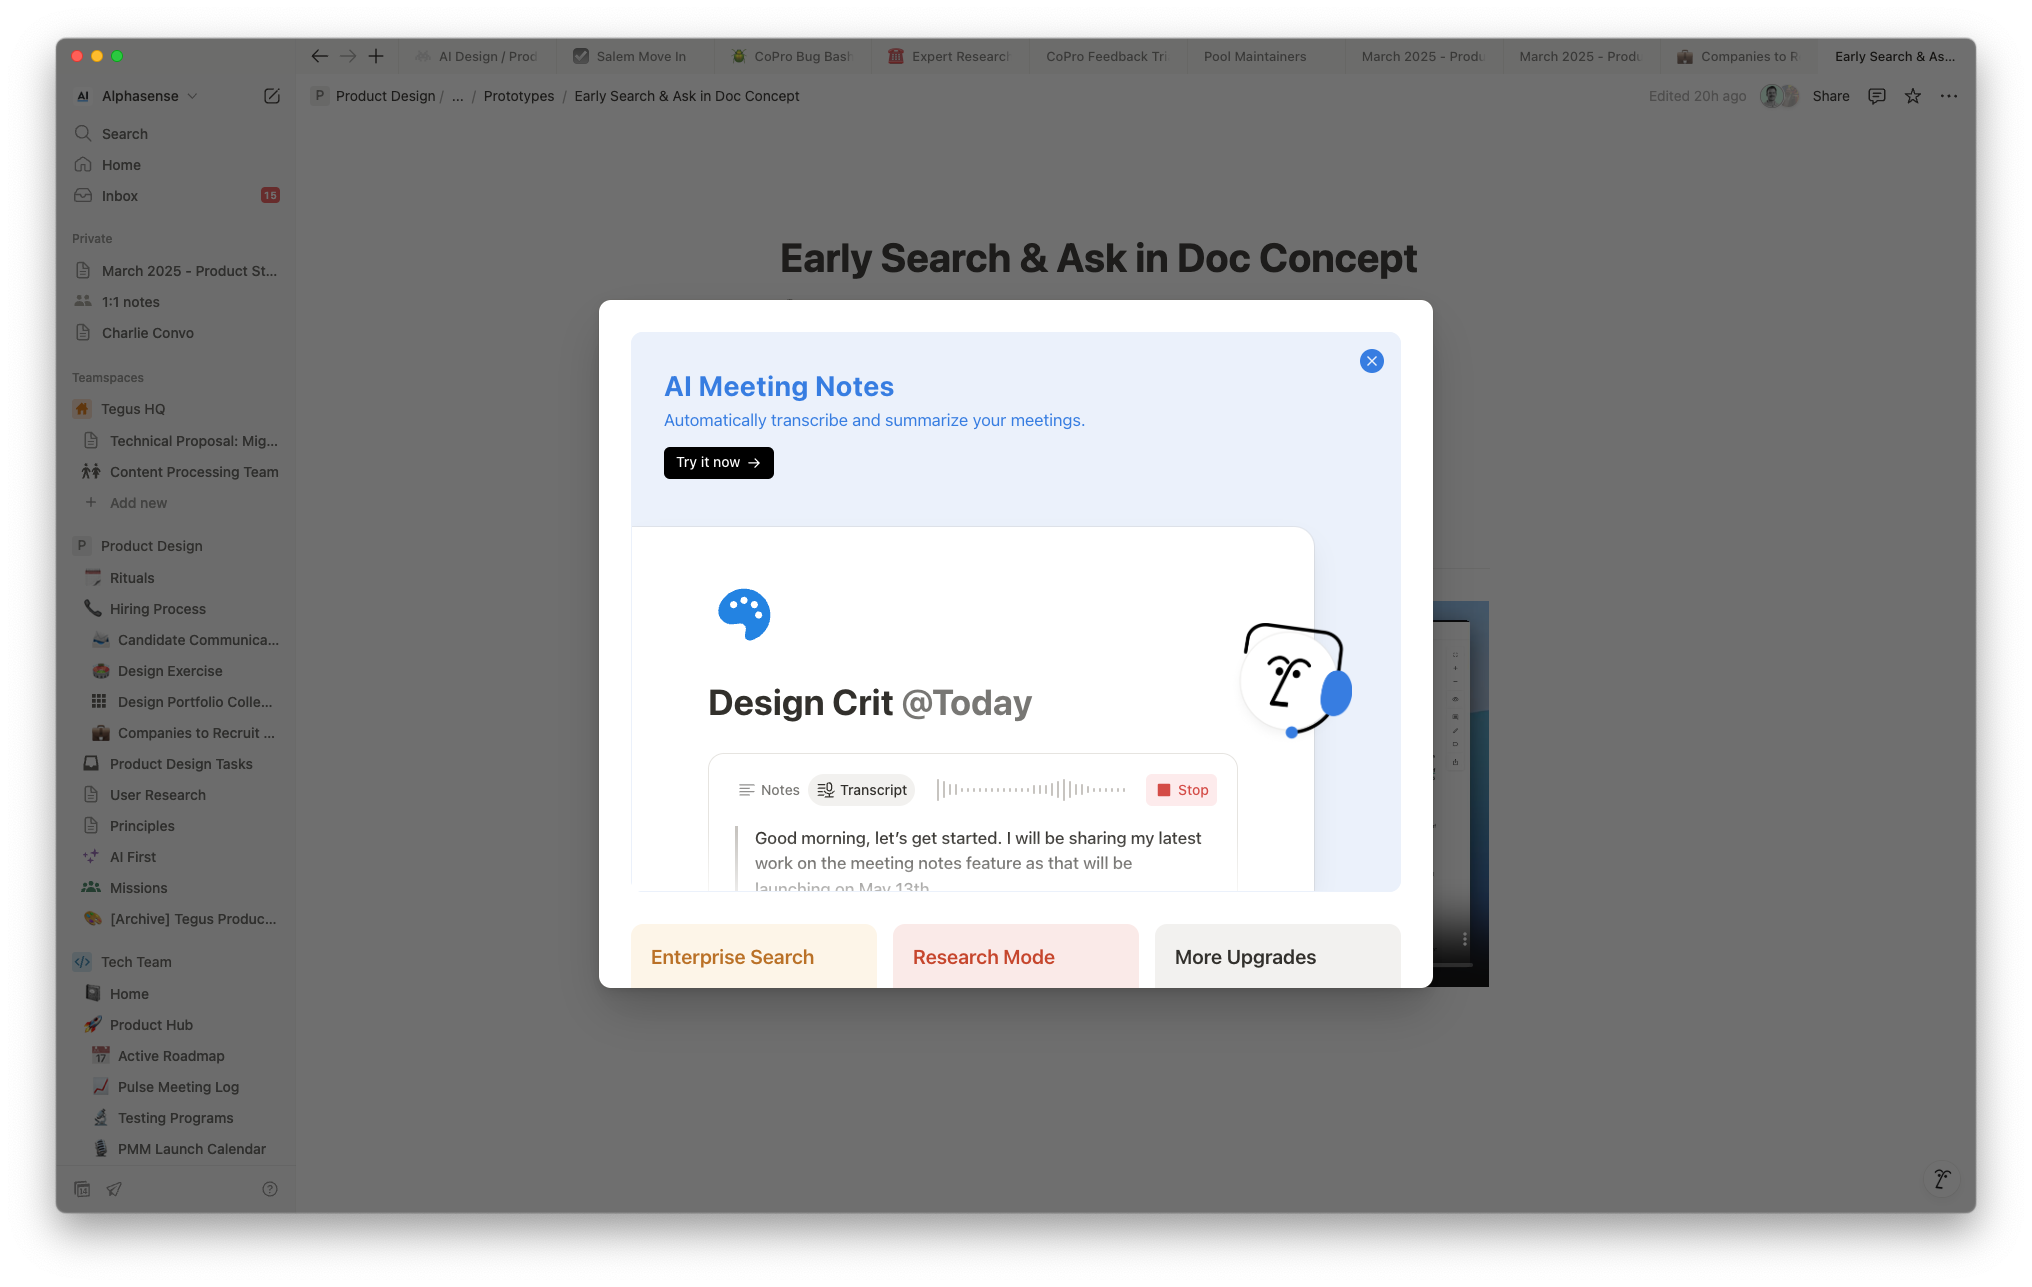 AI Design / Prod
Salem Move In
CoPro Bug Bash
Expert Research
CoPro Feedback Tri
Pool Maintainers
March 2025 - Produ
March 2025 - Produ
Companies to R
Early Search & As...
AI Alphasense
P Product Design / ... / Prototypes / Early Search & Ask in Doc Concept
Edited 20h ago
Share
Search
Home
Inbox 15
Private
March 2025 - Product St...
1:1 notes
Charlie Convo
Teamspaces
Tegus HQ
Technical Proposal: Mig...
Content Processing Team
Add new
P Product Design
Rituals
Hiring Process
Candidate Communica...
Design Exercise
Design Portfolio Colle...
Companies to Recruit ...
Product Design Tasks
User Research
Principles
AI First
Missions
[Archive] Tegus Produc...
Tech Team
Home
Product Hub
Active Roadmap
Pulse Meeting Log
Testing Programs
PMM Launch Calendar
14
Early Search & Ask in Doc Concept
AI Meeting Notes
Automatically transcribe and summarize your meetings.
Try it now →
Design Crit @Today
Notes
Transcript
Stop
Good morning, let’s get started. I will be sharing my latest
work on the meeting notes feature as that will be
launching on May 13th
Enterprise Search
Research Mode
More Upgrades